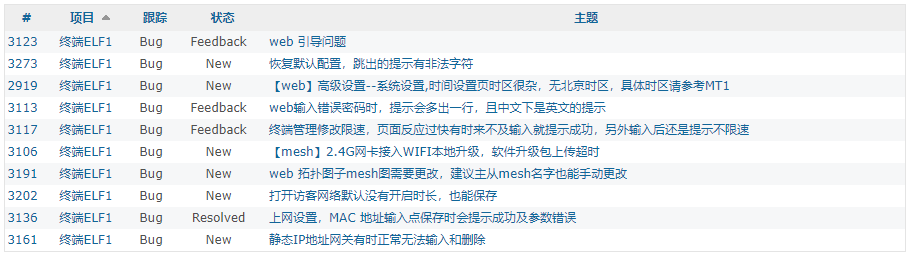 # 项目 跟踪 状态 主题
3123 终端ELF1 Bug Feedback web 引导问题
3273 终端ELF1 Bug New 恢复默认配置，跳出的提示有非法字符
2919 终端ELF1 Bug New 【web】高级设置--系统设置,时间设置页时区很杂，无北京时区，具体时区请参考MT1
3113 终端ELF1 Bug Feedback web输入错误密码时，提示会多出一行，且中文下是英文的提示
3117 终端ELF1 Bug Feedback 终端管理修改限速，页面反应过快有时来不及输入就提示成功，另外输入后还是提示不限速
3106 终端ELF1 Bug New 【mesh】2.4G网卡接入WIFI本地升级，软件升级包上传超时
3191 终端ELF1 Bug New web 拓扑图子mesh图需要更改，建议主从mesh名字也能手动更改
3202 终端ELF1 Bug New 打开访客网络默认没有开启时长，也能保存
3136 终端ELF1 Bug Resolved 上网设置，MAC 地址输入点保存时会提示成功及参数错误
3161 终端ELF1 Bug New 静态IP地址网关有时正常无法输入和删除